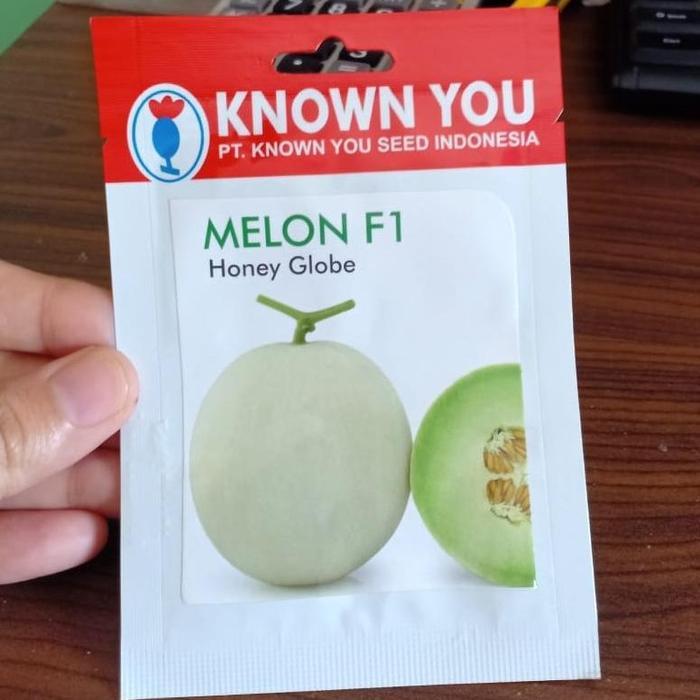 KNOWN YOU
PT. KNOWN YOU SEED INDONESIA
MELON F1
Honey Globe